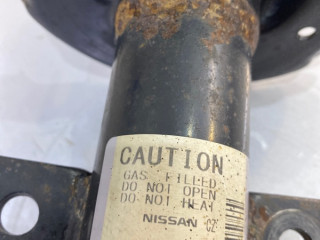 CAUTION
GAS FILLED
DO NOT OPEN
DO NOT HEAT
NISSAN